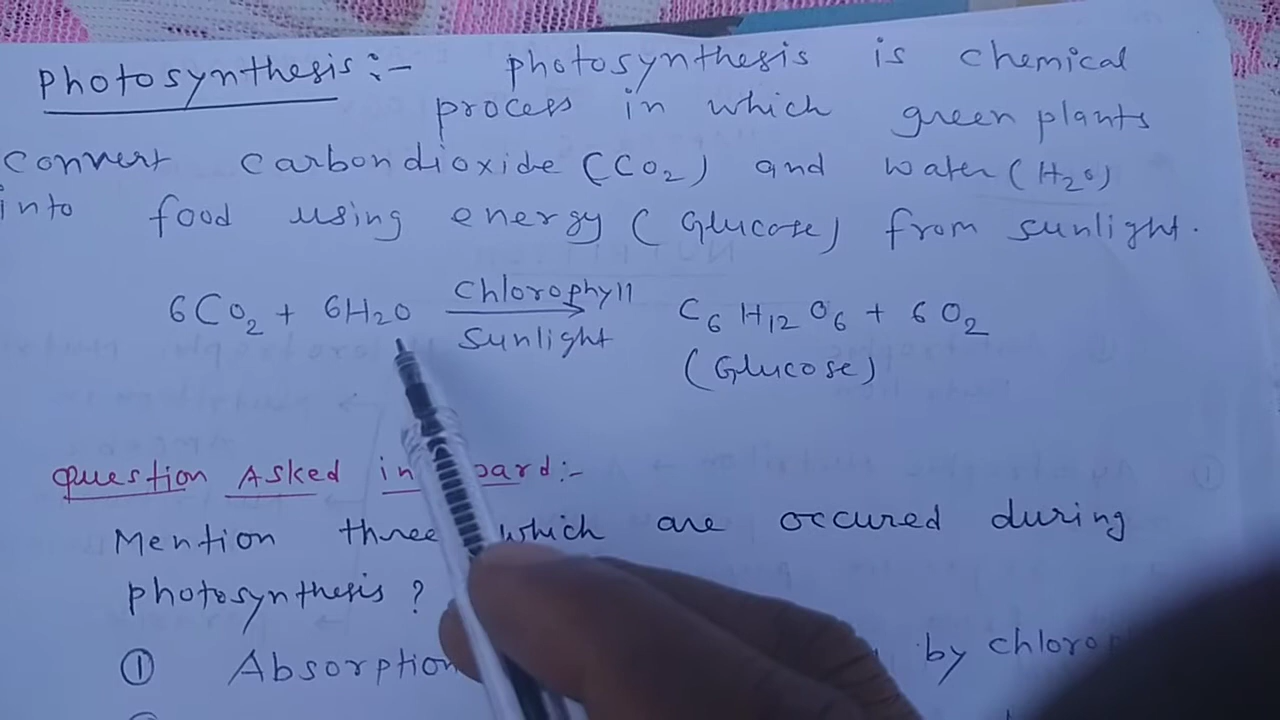 Photosynthesis:- photosynthesis is chemical
process in which green plants
convert carbondioxide (CO2) and water (H2O)
into food using energy (Glucose) from sunlight.
6CO2 + 6H2O Chlorophyll Sunlight → C6H12O6 + 6O2
(Glucose)
Question Asked in
Mention three which are occured during
photosynthesis?
① Absorption by